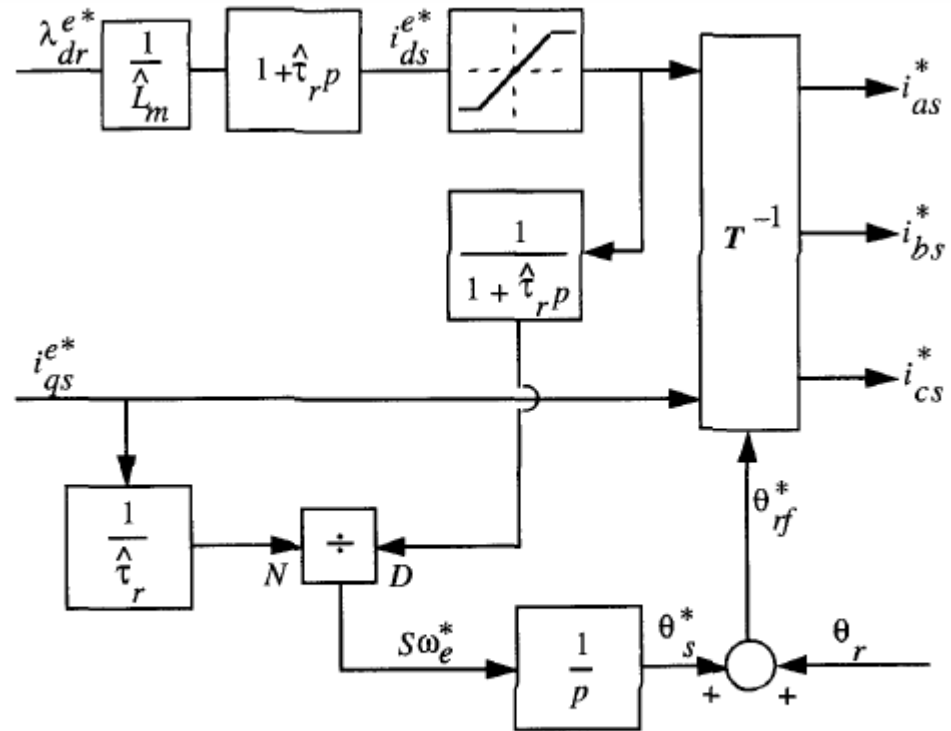 λ_dr^e*
1 / L̂_m
1 + τ̂_r p
i_ds^e*
T^-1
i_as^*
i_bs^*
i_cs^*
1 / (1 + τ̂_r p)
i_qs^e*
1 / τ̂_r
N
÷
D
Sω_e^*
1 / p
θ_s^*
θ_rf^*
θ_r
+
+